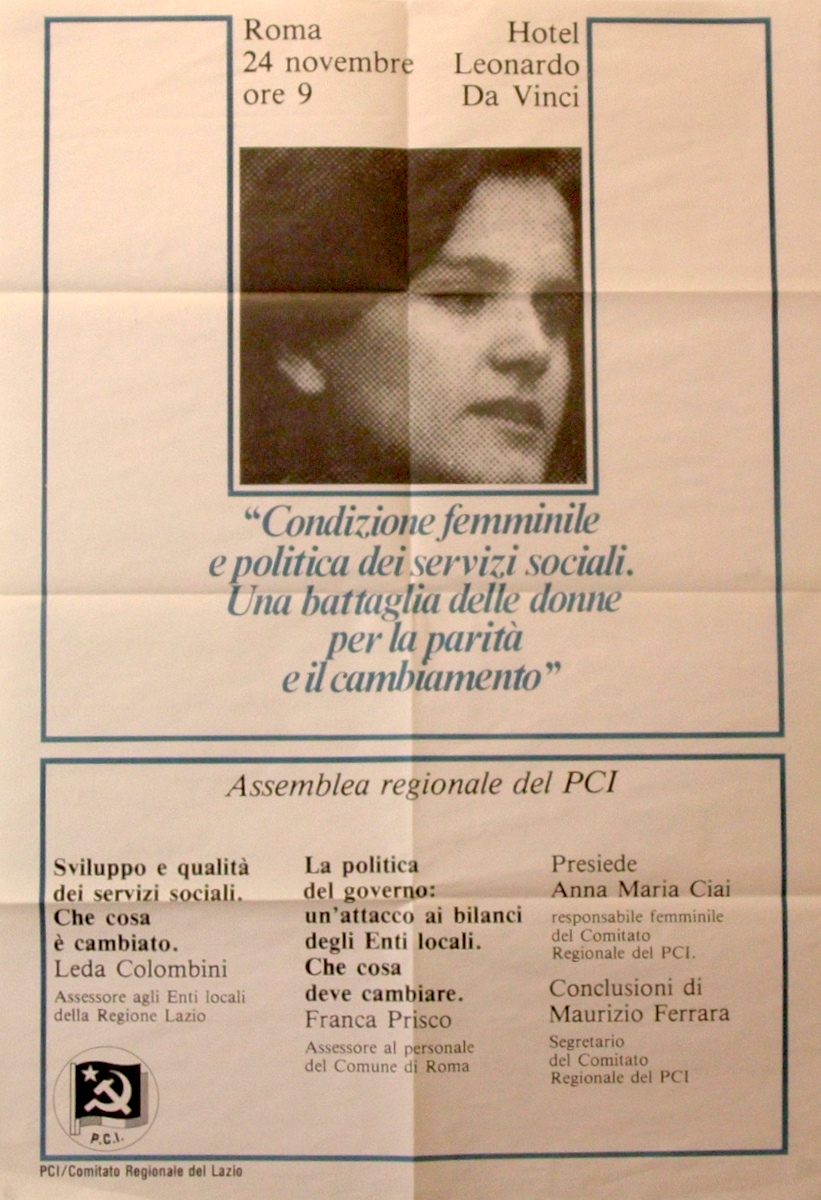 Roma
24 novembre
ore 9
Hotel
Leonardo
Da Vinci
“Condizione femminile
e politica dei servizi sociali.
Una battaglia delle donne
per la parità
e il cambiamento”
Assemblea regionale del PCI
Sviluppo e qualità
dei servizi sociali.
Che cosa
è cambiato.
Leda Colombini
Assessore agli Enti locali
della Regione Lazio
La politica
del governo:
un'attacco ai bilanci
degli Enti locali.
Che cosa
deve cambiare.
Franca Prisco
Assessore al personale
del Comune di Roma
Presiede
Anna Maria Ciai
responsabile femminile
del Comitato
Regionale del PCI.
Conclusioni di
Maurizio Ferrara
Segretario
del Comitato
Regionale del PCI
P.C.I.
PCI/Comitato Regionale del Lazio